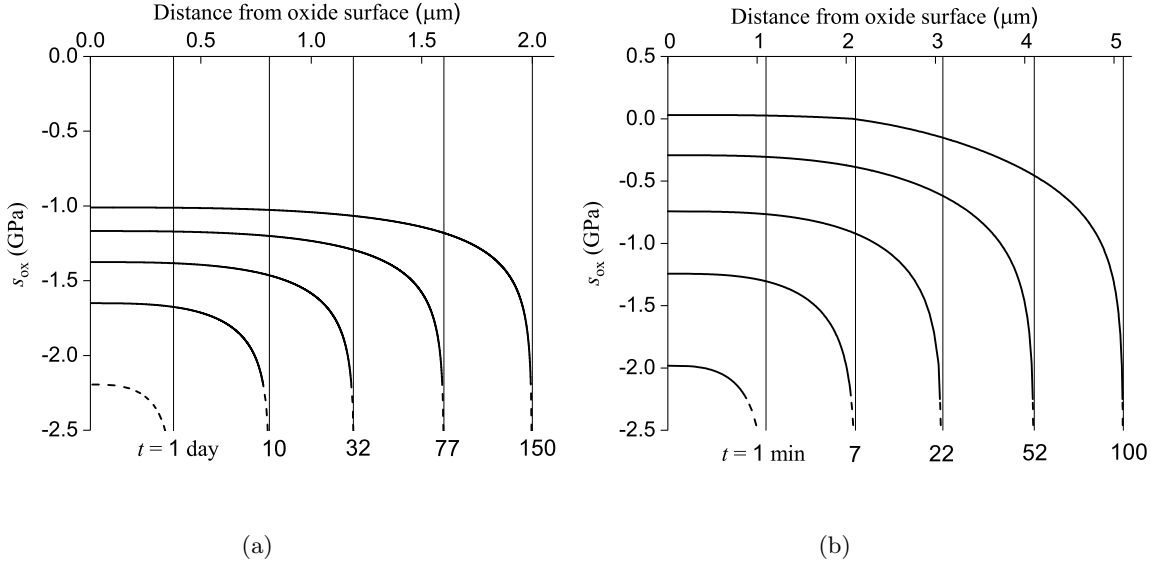 Distance from oxide surface (μm)
0.0 0.5 1.0 1.5 2.0
0.0
-0.5
-1.0
-1.5
-2.0
-2.5
sox (GPa)
t = 1 day 10 32 77 150
(a)
Distance from oxide surface (μm)
0 1 2 3 4 5
0.5
0.0
-0.5
-1.0
-1.5
-2.0
-2.5
sox (GPa)
t = 1 min 7 22 52 100
(b)